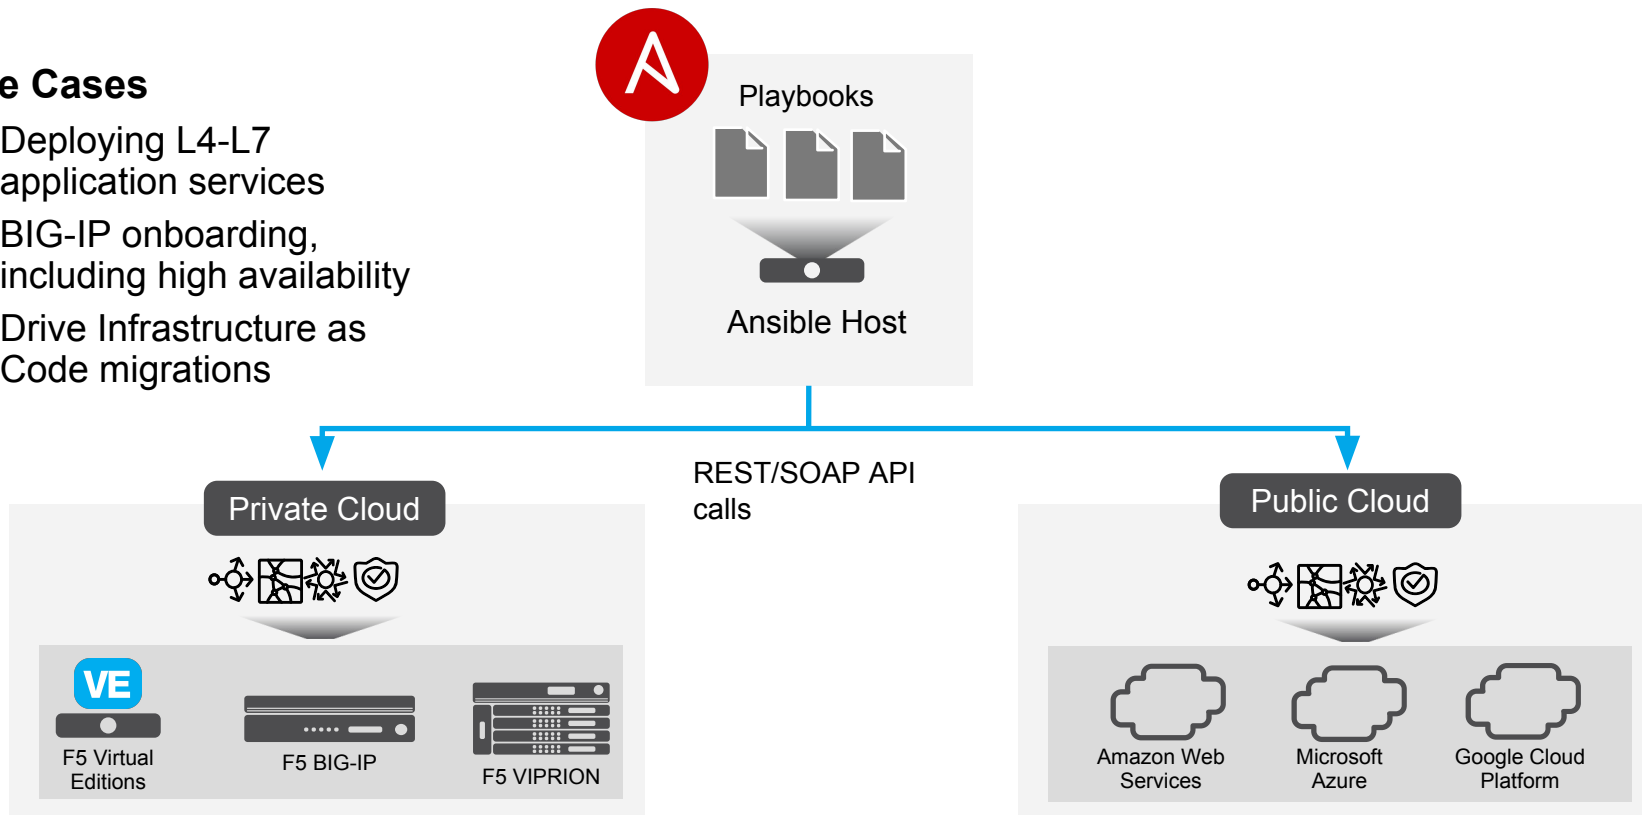 e Cases
Deploying L4-L7
application services
BIG-IP onboarding,
including high availability
Drive Infrastructure as
Code migrations
Playbooks
Ansible Host
REST/SOAP API
calls
Private Cloud
VE
F5 Virtual
Editions
F5 BIG-IP
F5 VIPRION
Public Cloud
Amazon Web
Services
Microsoft
Azure
Google Cloud
Platform